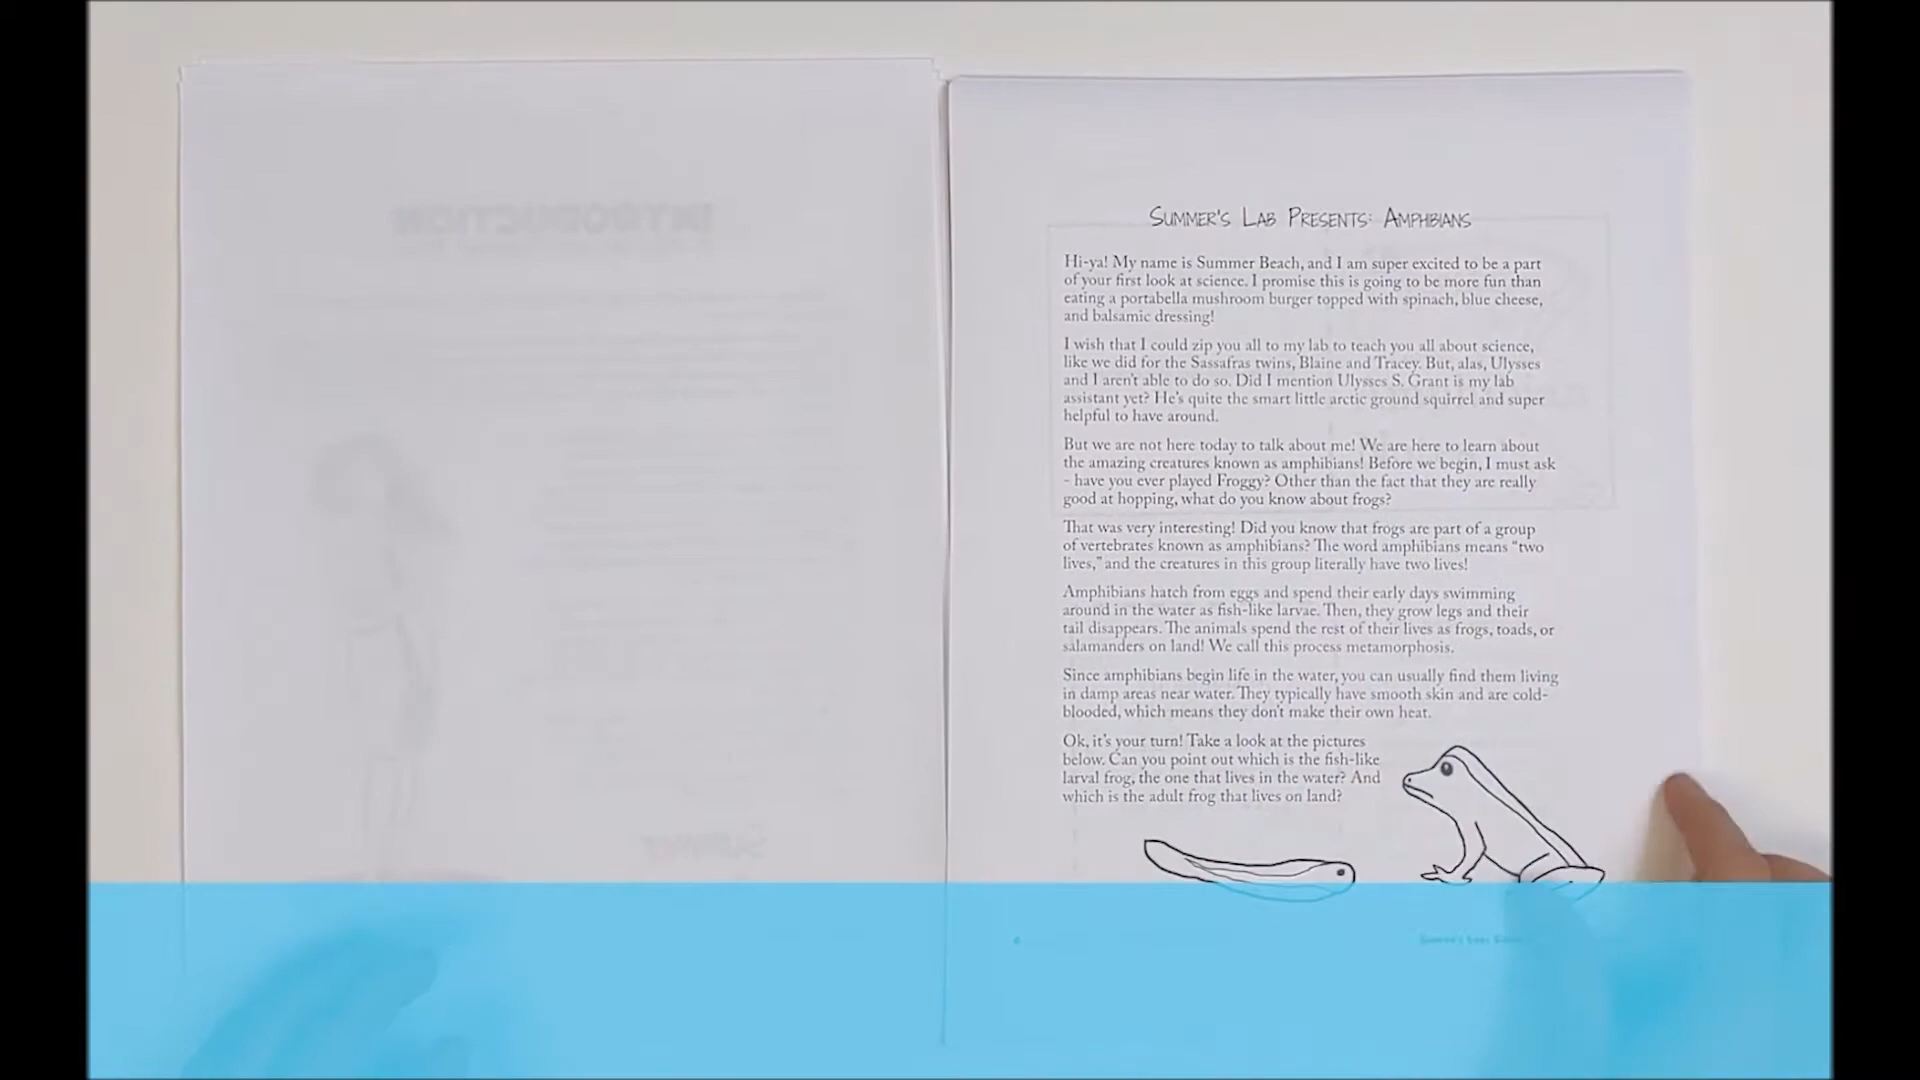 SUMMER'S LAB PRESENTS: AMPHIBIANS
Hi-ya! My name is Summer Beach, and I am super excited to be a part
of your first look at science. I promise this is going to be more fun than
eating a portabella mushroom burger topped with spinach, blue cheese,
and balsamic dressing!
I wish that I could zip you all to my lab to teach you all about science,
like we did for the Sassafras twins, Blaine and Tracey. But, alas, Ulysses
and I aren't able to do so. Did I mention Ulysses S. Grant is my lab
assistant yet? He's quite the smart little arctic ground squirrel and super
helpful to have around.
But we are not here today to talk about me! We are here to learn about
the amazing creatures known as amphibians! Before we begin, I must ask
- have you ever played Froggy? Other than the fact that they are really
good at hopping, what do you know about frogs?
That was very interesting! Did you know that frogs are part of a group
of vertebrates known as amphibians? The word amphibians means "two
lives," and the creatures in this group literally have two lives!
Amphibians hatch from eggs and spend their early days swimming
around in the water as fish-like larvae. Then, they grow legs and their
tail disappears. The animals spend the rest of their lives as frogs, toads, or
salamanders on land! We call this process metamorphosis.
Since amphibians begin life in the water, you can usually find them living
in damp areas near water. They typically have smooth skin and are cold-
blooded, which means they don't make their own heat.
Ok, it's your turn! Take a look at the pictures
below. Can you point out which is the fish-like
larval frog, the one that lives in the water? And
which is the adult frog that lives on land?